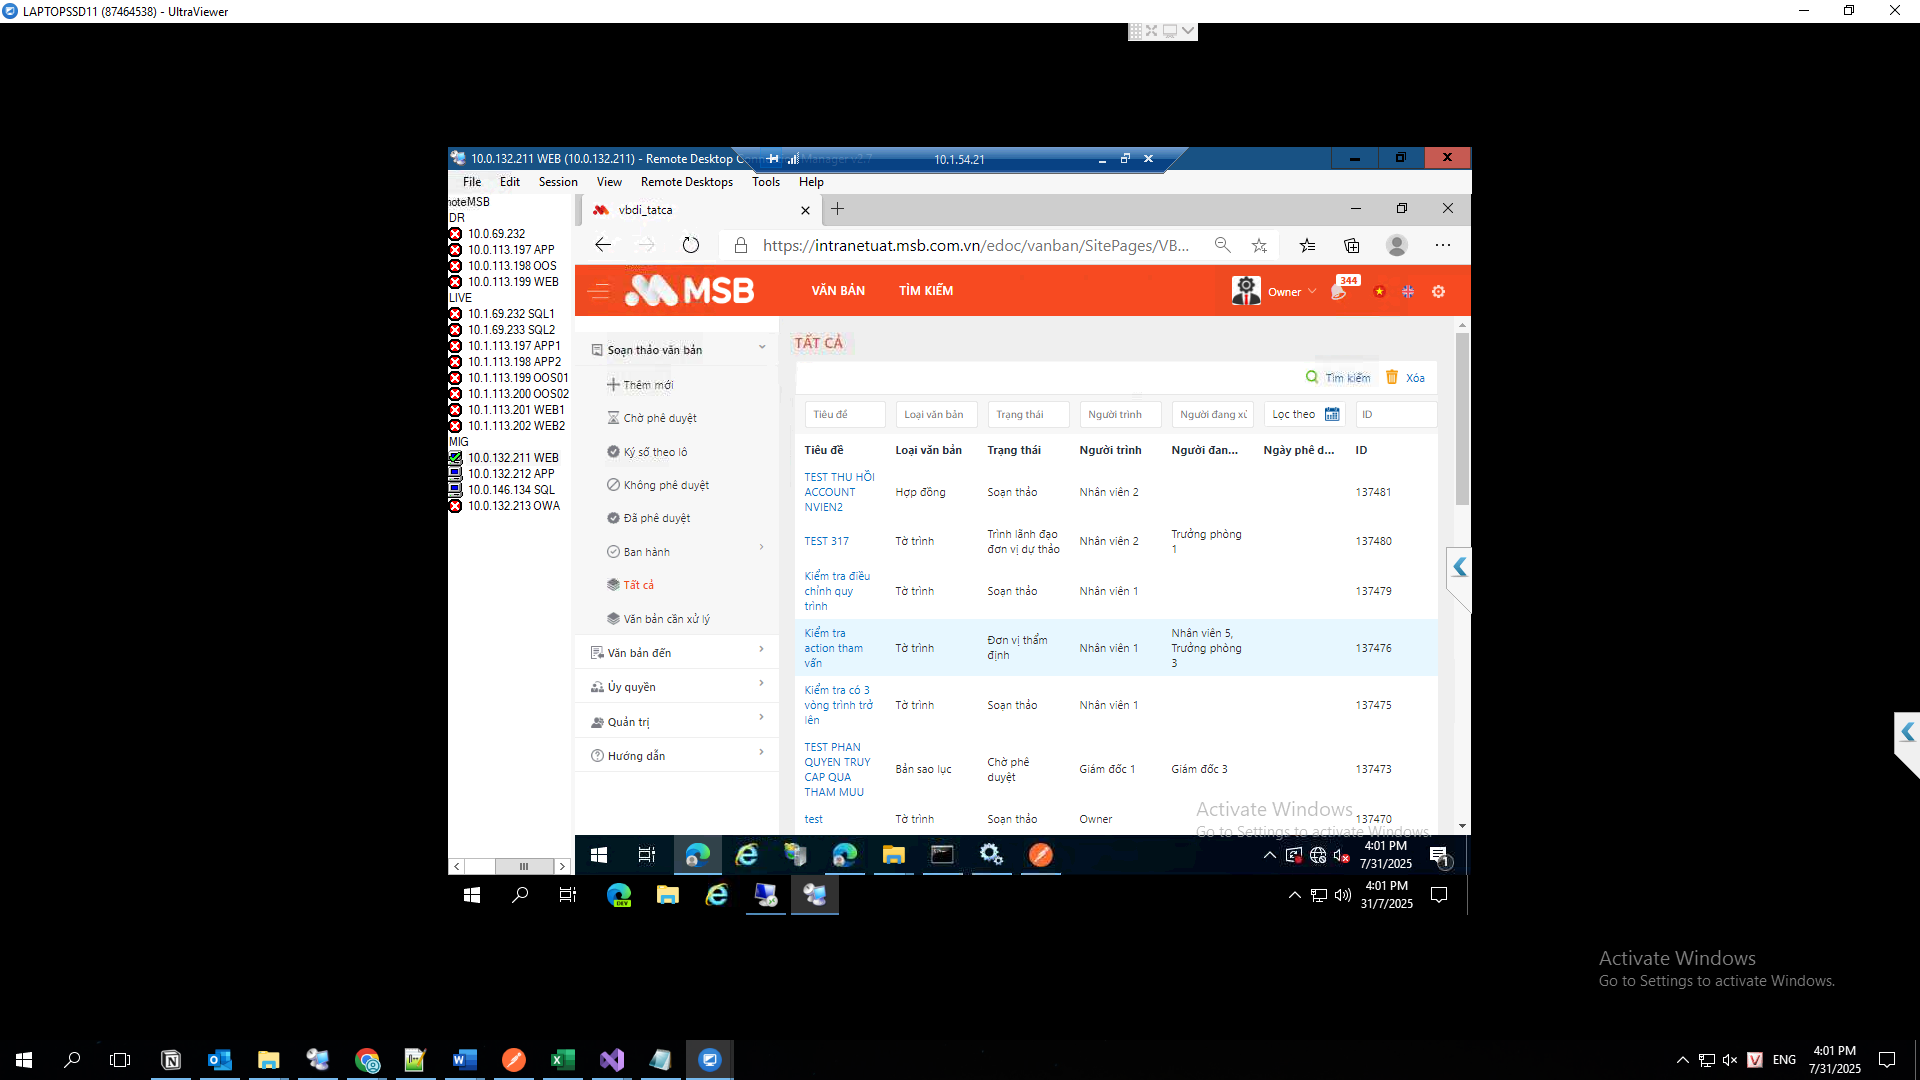 LAPTOPSSD11 (87464538) - UltraViewer
10.0.132.211 WEB (10.0.132.211) - Remote Desktop
10.1.54.21
File Edit Session View Remote Desktops Tools Help
oteMSB
DR
10.0.69.232
10.0.113.197 APP
10.0.113.198 OOS
10.0.113.199 WEB
LIVE
10.1.69.232 SQL1
10.1.69.233 SQL2
10.1.113.197 APP1
10.1.113.198 APP2
10.1.113.199 OOS01
10.1.113.200 OOS02
10.1.113.201 WEB1
10.1.113.202 WEB2
MIG
10.0.132.211 WEB
10.0.132.212 APP
10.0.146.134 SQL
10.0.132.213 OWA
vbdi_tatca
https://intranetuat.msb.com.vn/edoc/vanban/SitePages/VB...
MSB
VĂN BẢN TÌM KIẾM
Owner 344
Soạn thảo văn bản
Thêm mới
Chờ phê duyệt
Ký số theo lô
Không phê duyệt
Đã phê duyệt
Ban hành
Tất cả
Văn bản cần xử lý
Văn bản đến
Ủy quyền
Quản trị
Hướng dẫn
TẤT CẢ
Tìm kiếm Xóa
Tiêu đề Loại văn bản Trạng thái Người trình Người đang xử Lọc theo ID
Tiêu đề Loại văn bản Trạng thái Người trình Người đan... Ngày phê d... ID
TEST THU HỒI ACCOUNT NVIEN2 Hợp đồng Soạn thảo Nhân viên 2 137481
TEST 317 Tờ trình Trình lãnh đạo đơn vị dự thảo Nhân viên 2 Trưởng phòng 1 137480
Kiểm tra điều chỉnh quy trình Tờ trình Soạn thảo Nhân viên 1 137479
Kiểm tra action tham vấn Tờ trình Đơn vị thẩm định Nhân viên 1 Nhân viên 5, Trưởng phòng 3 137476
Kiểm tra có 3 vòng trình trở lên Tờ trình Soạn thảo Nhân viên 1 137475
TEST PHAN QUYEN TRUY CAP QUA THAM MUU Bản sao lục Chờ phê duyệt Giám đốc 1 Giám đốc 3 137473
test Tờ trình Soạn thảo Owner 137470
Activate Windows
Go to Settings to activate Windows.
4:01 PM
7/31/2025
1
4:01 PM
31/7/2025
Activate Windows
Go to Settings to activate Windows.
ENG
4:01 PM
7/31/2025